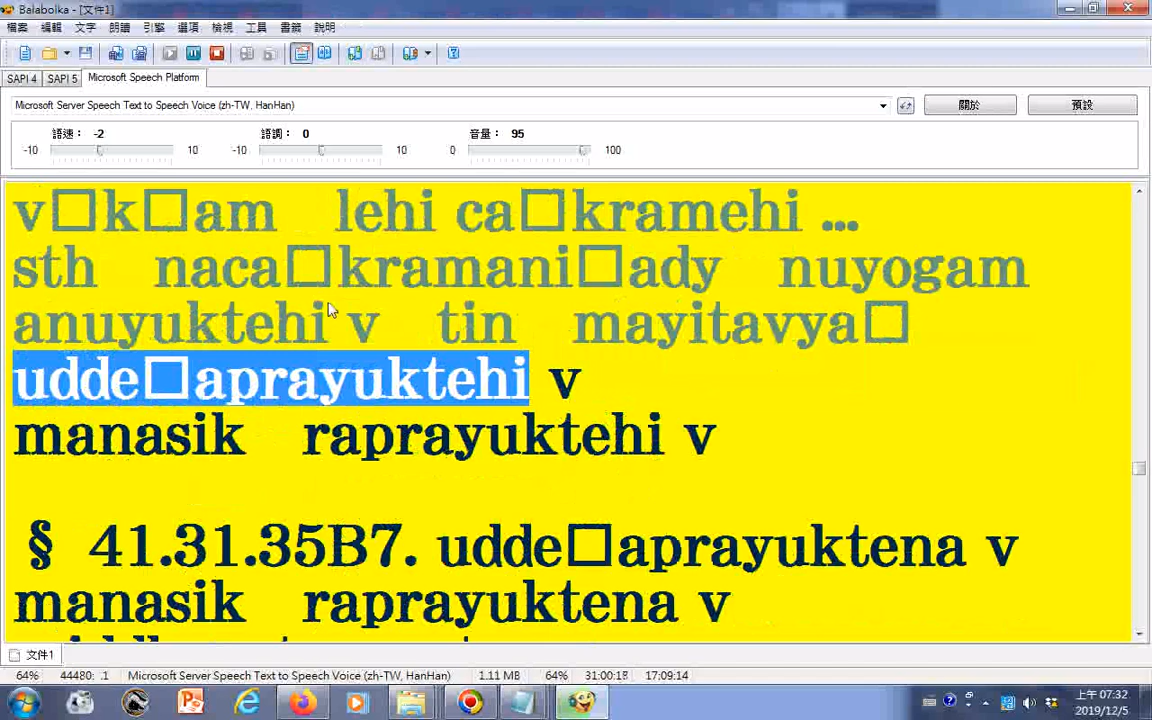 Balabolka - [文件1]
檔案 編輯 文字 朗讀 引擎 選項 檢視 工具 書籤 說明
SAPI 4 SAPI 5 Microsoft Speech Platform
Microsoft Server Speech Text to Speech Voice (zh-TW, HanHan) 關於 預設
語速： -2 語調： 0 音量： 95
-10 10 -10 10 0 100
v□k□am lehi ca□kramehi ...
sth naca□kramani□ady nuyogam
anuyuktehi v tin mayitavya□
udde□aprayuktehi v
manasik raprayuktehi v
§ 41.31.35B7. udde□aprayuktena v
manasik raprayuktena v
文件1
64% 44480: .1 Microsoft Server Speech Text to Speech Voice (zh-TW, HanHan) 1.11 MB 64% 31:00:18 17:09:14
上午 07:32
2019/12/5